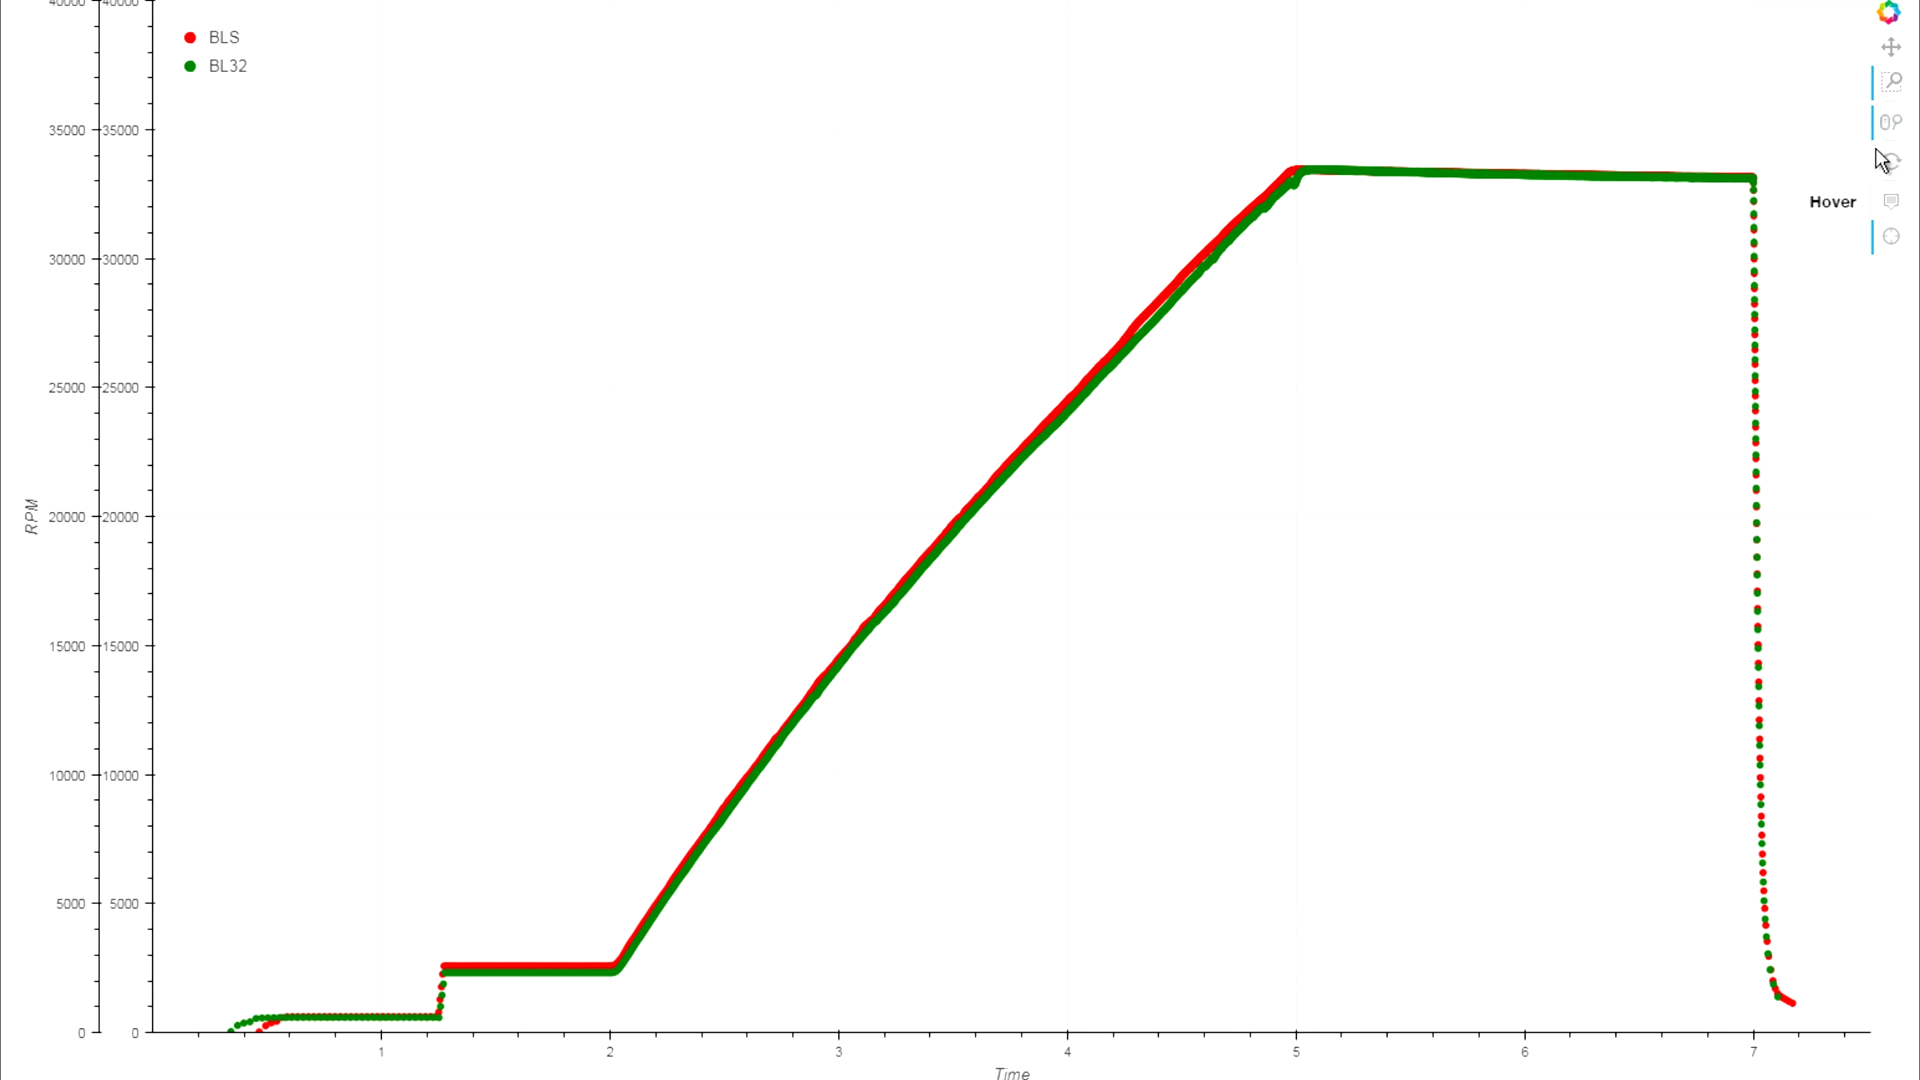 40000 40000
BLS
BL32
35000 35000
Hover
30000 30000
25000 25000
RPM
20000 20000
15000 15000
10000 10000
5000 5000
0 0
1 2 3 4 5 6 7
Time